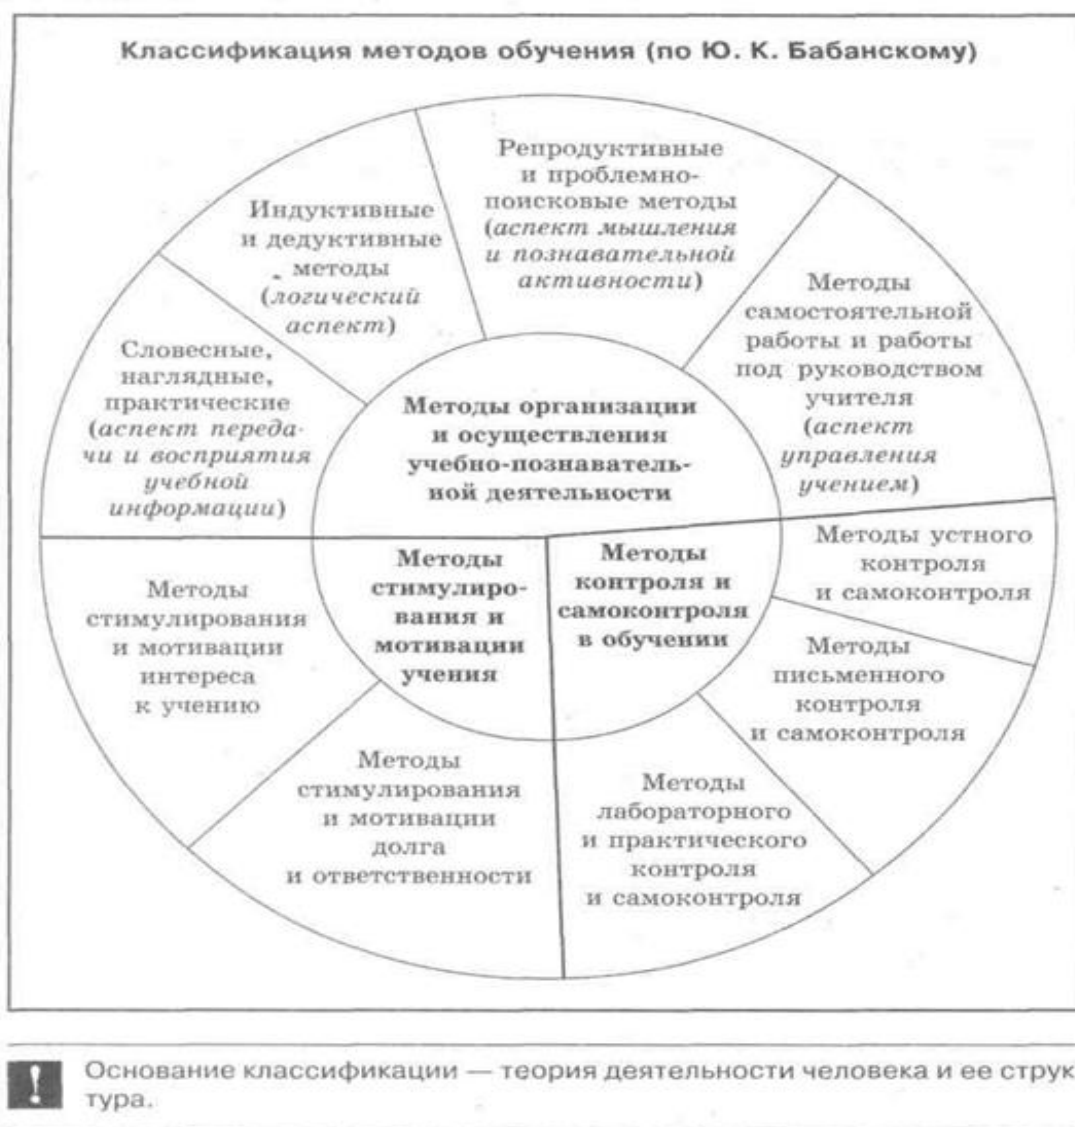 Классификация методов обучения (по Ю. К. Бабанскому)
Репродуктивные
и проблемно-
поисковые методы
(аспект мышления
и познавательной
активности)
Индуктивные
и дедуктивные
методы
(логический
аспект)
Методы
самостоятельной
работы и работы
под руководством
учителя
(аспект
управления
учением)
Словесные,
наглядные,
практические
(аспект переда-
чи и восприятия
учебной
информации)
Методы организации
и осуществления
учебно-познаватель-
ной деятельности
Методы
стимулиро-
вания и
мотивации
учения
Методы
контроля и
самоконтроля
в обучении
Методы устного
контроля
и самоконтроля
Методы
стимулирования
и мотивации
интереса
к учению
Методы
письменного
контроля
и самоконтроля
Методы
стимулирования
и мотивации
долга
и ответственности
Методы
лабораторного
и практического
контроля
и самоконтроля
! Основание классификации — теория деятельности человека и ее струк
тура.